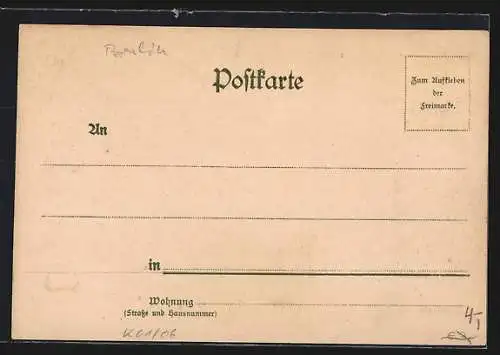 Postkarte
Zum Aufkleben
der
Freimarke.
An
in
Wohnung
(Straße und Hausnummer)